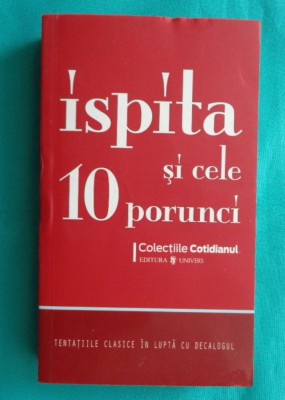 ispita
și cele
10 porunci
Colecțiile Cotidianul
EDITURA UNIVERS
TENTAȚIILE CLASICE ÎN LUPTĂ CU DECALOGUL